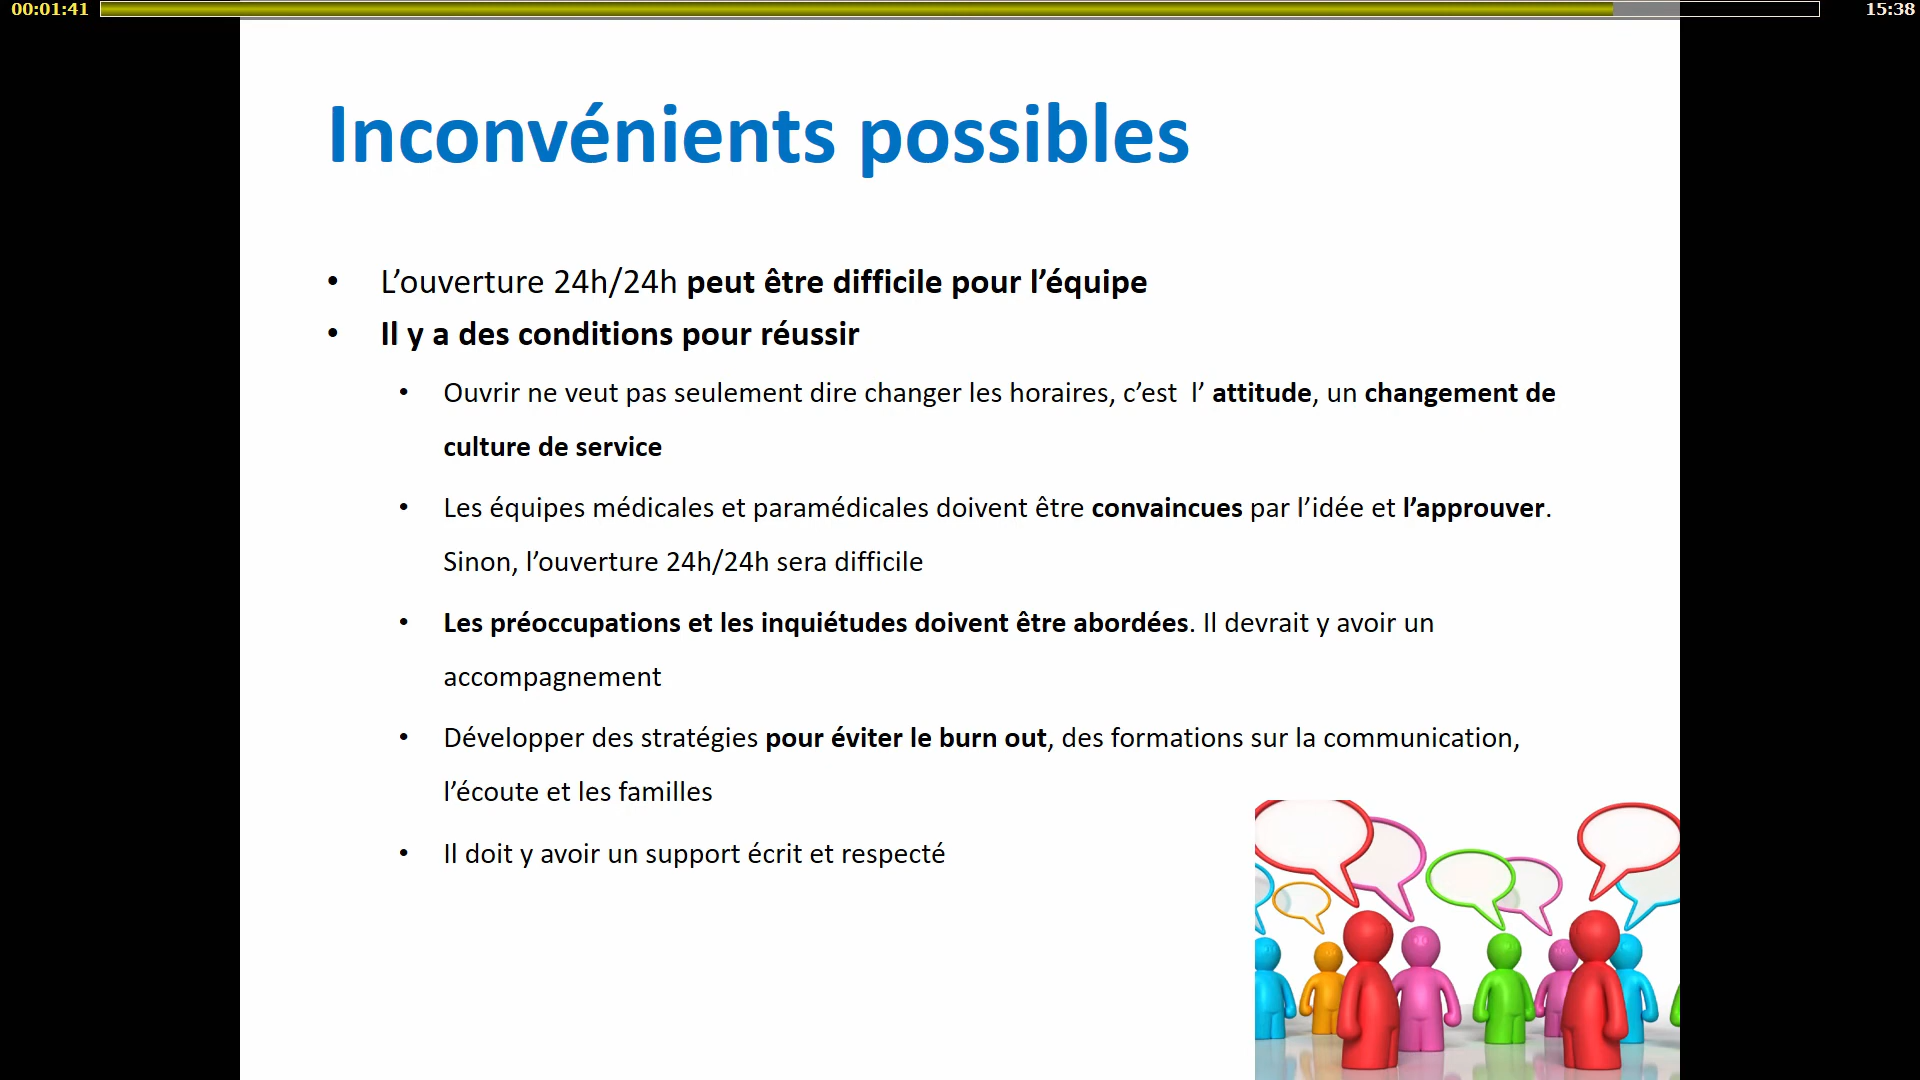 00:01:41
15:38
Inconvénients possibles
• L’ouverture 24h/24h peut être difficile pour l’équipe
• Il y a des conditions pour réussir
• Ouvrir ne veut pas seulement dire changer les horaires, c’est l’ attitude, un changement de
culture de service
• Les équipes médicales et paramédicales doivent être convaincues par l’idée et l’approuver.
Sinon, l’ouverture 24h/24h sera difficile
• Les préoccupations et les inquiétudes doivent être abordées. Il devrait y avoir un
accompagnement
• Développer des stratégies pour éviter le burn out, des formations sur la communication,
l’écoute et les familles
• Il doit y avoir un support écrit et respecté